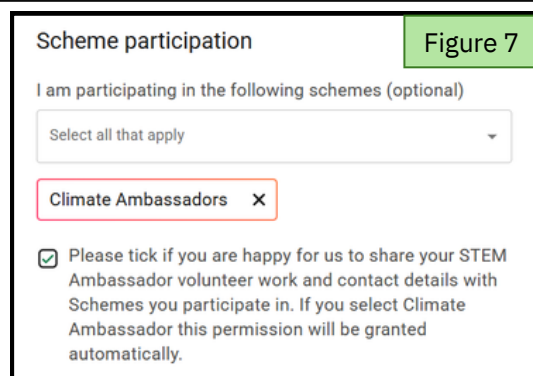 Scheme participation
Figure 7
I am participating in the following schemes (optional)
Select all that apply
Climate Ambassadors ×
Please tick if you are happy for us to share your STEM
Ambassador volunteer work and contact details with
Schemes you participate in. If you select Climate
Ambassador this permission will be granted
automatically.